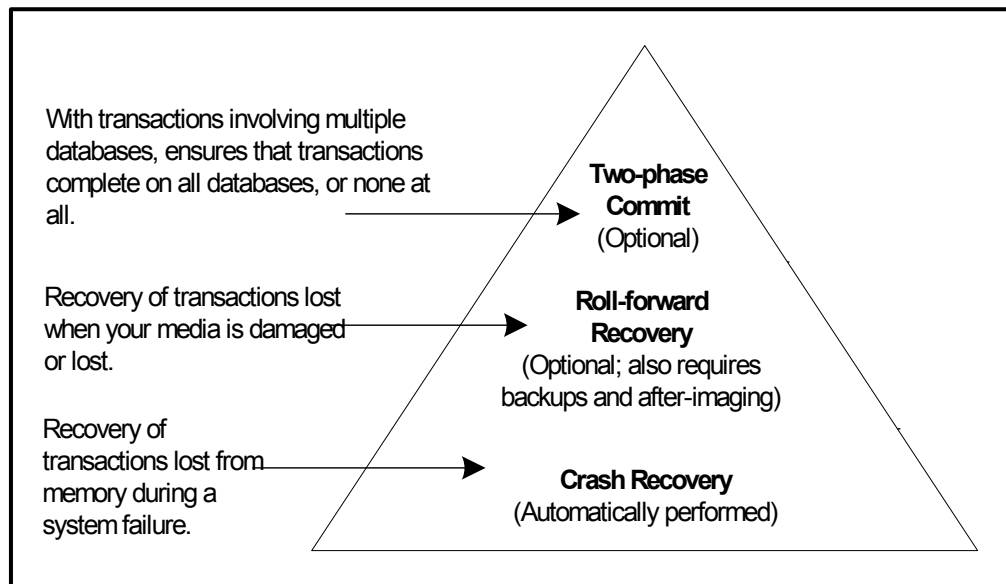 With transactions involving multiple
databases, ensures that transactions
complete on all databases, or none at
all.
Two-phase
Commit
(Optional)
Recovery of transactions lost
when your media is damaged
or lost.
Roll-forward
Recovery
(Optional; also requires
backups and after-imaging)
Recovery of
transactions lost from
memory during a
system failure.
Crash Recovery
(Automatically performed)